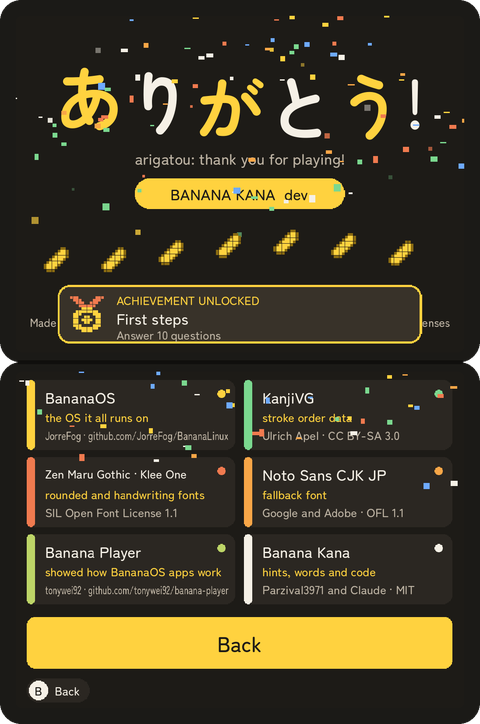 ありがとう!
arigatou: thank you for playing!
BANANA KANA dev
ACHIEVEMENT UNLOCKED
First steps
Answer 10 questions
Made
enses
BananaOS
the OS it all runs on
JorreFog · github.com/JorreFog/BananaLinux
KanjiVG
stroke order data
Ulrich Apel · CC BY-SA 3.0
Zen Maru Gothic · Klee One
rounded and handwriting fonts
SIL Open Font License 1.1
Noto Sans CJK JP
fallback font
Google and Adobe · OFL 1.1
Banana Player
showed how BananaOS apps work
tonywei92 · github.com/tonywei92/banana-player
Banana Kana
hints, words and code
Parzival3971 and Claude · MIT
Back
B Back